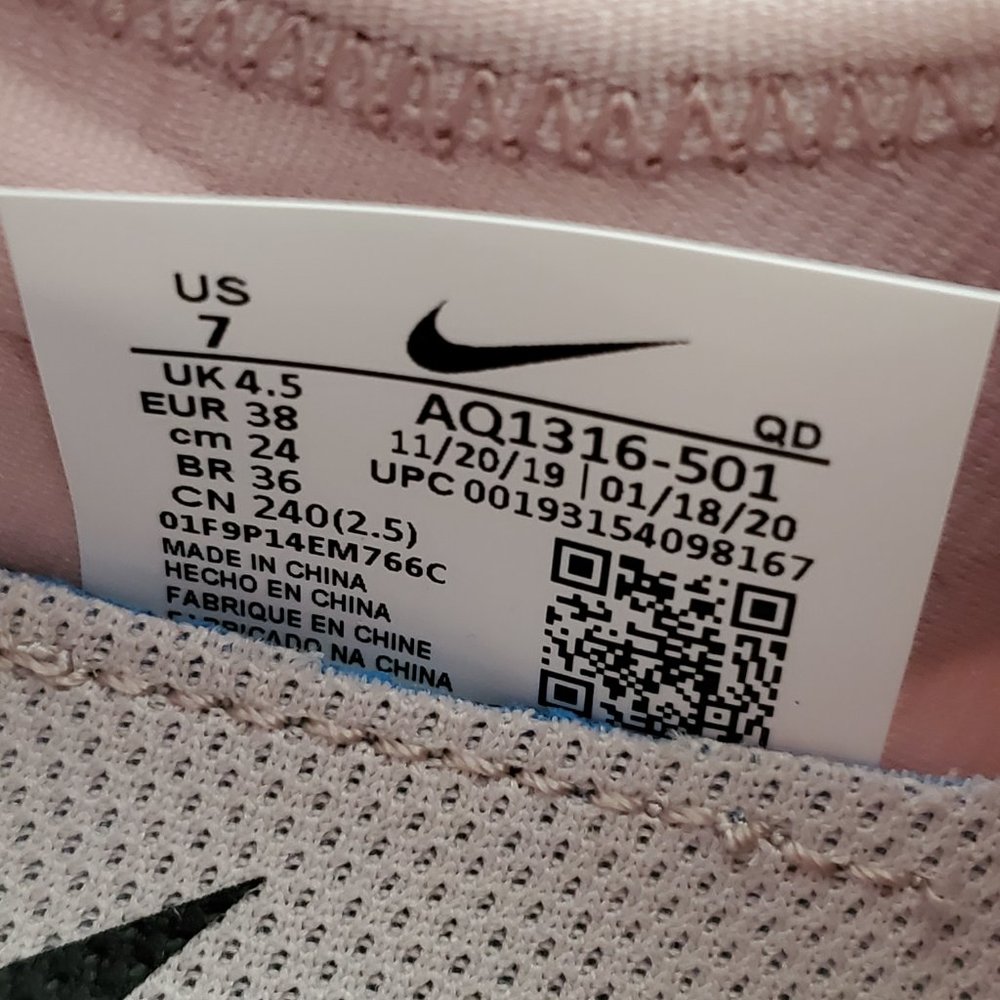 US
7
UK 4.5
EUR 38
cm 24
BR 36
CN 240(2.5)
01F9P14EM766C
MADE IN CHINA
HECHO EN CHINA
FABRIQUE EN CHINE
FABRICADO NA CHINA
QD
AQ1316-501
11/20/19 | 01/18/20
UPC 00193154098167